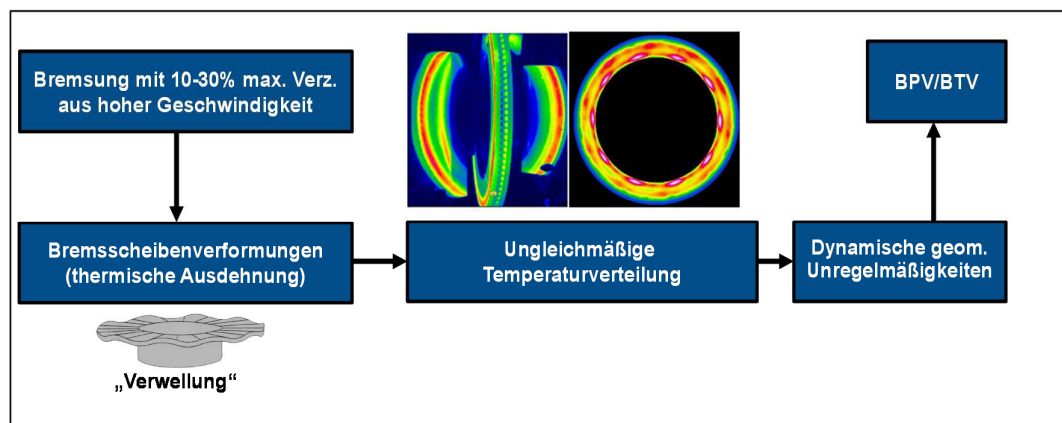 Bremsung mit 10-30% max. Verz.
aus hoher Geschwindigkeit
BPV/BTV
Bremsscheibenverformungen
(thermische Ausdehnung)
Ungleichmäßige
Temperaturverteilung
Dynamische geom.
Unregelmäßigkeiten
„Verwellung“